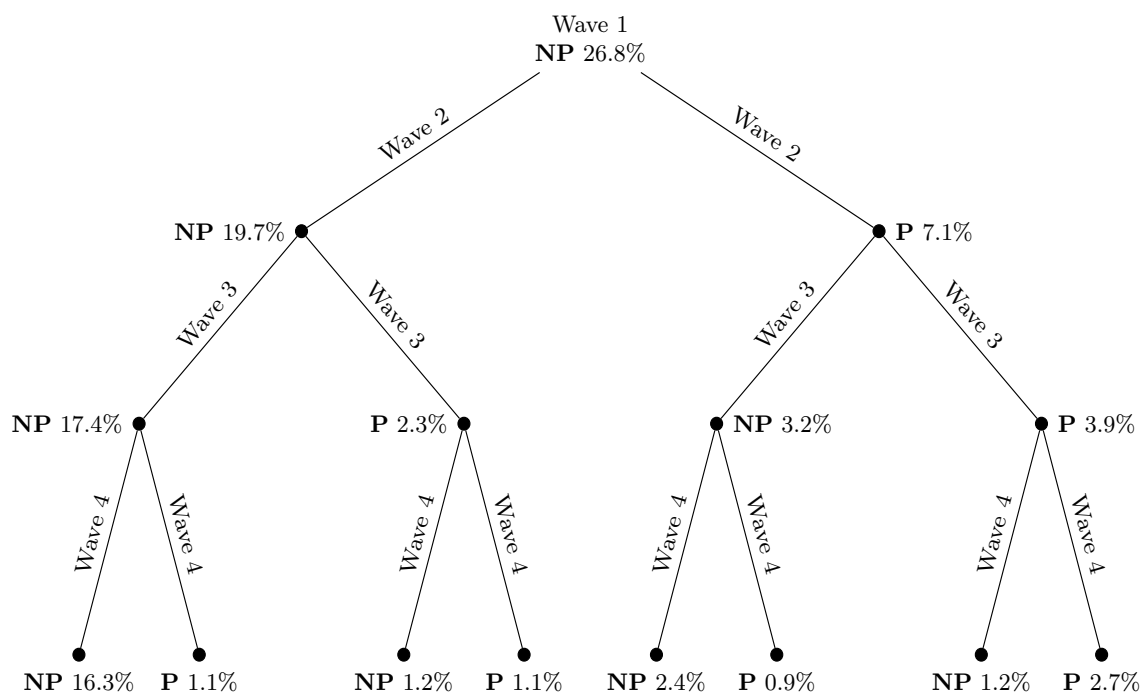 Wave 1
NP 26.8%
Wave 2
Wave 2
NP 19.7%
P 7.1%
Wave 3
Wave 3
Wave 3
Wave 3
NP 17.4%
P 2.3%
NP 3.2%
P 3.9%
Wave 4
Wave 4
Wave 4
Wave 4
Wave 4
Wave 4
Wave 4
Wave 4
NP 16.3%
P 1.1%
NP 1.2%
P 1.1%
NP 2.4%
P 0.9%
NP 1.2%
P 2.7%